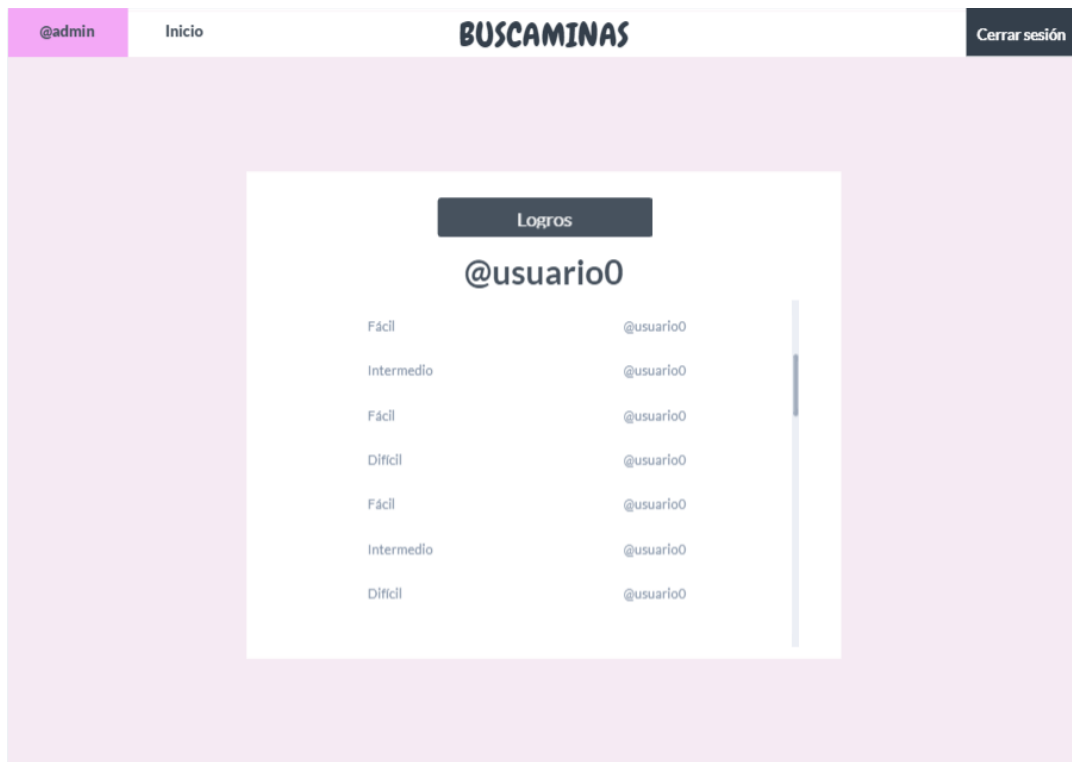 @admin Inicio BUSCAMINAS Cerrar sesión
Logros
@usuario0
Fácil @usuario0
Intermedio @usuario0
Fácil @usuario0
Difícil @usuario0
Fácil @usuario0
Intermedio @usuario0
Difícil @usuario0